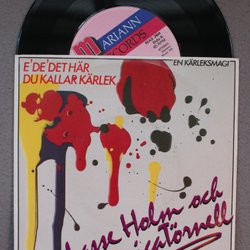 MARIANN
RECORDS
E'DE'DET HÄR
DU KALLAR KÄRLEK
EN KÄRLEKSMAGI
Lasse Holm och